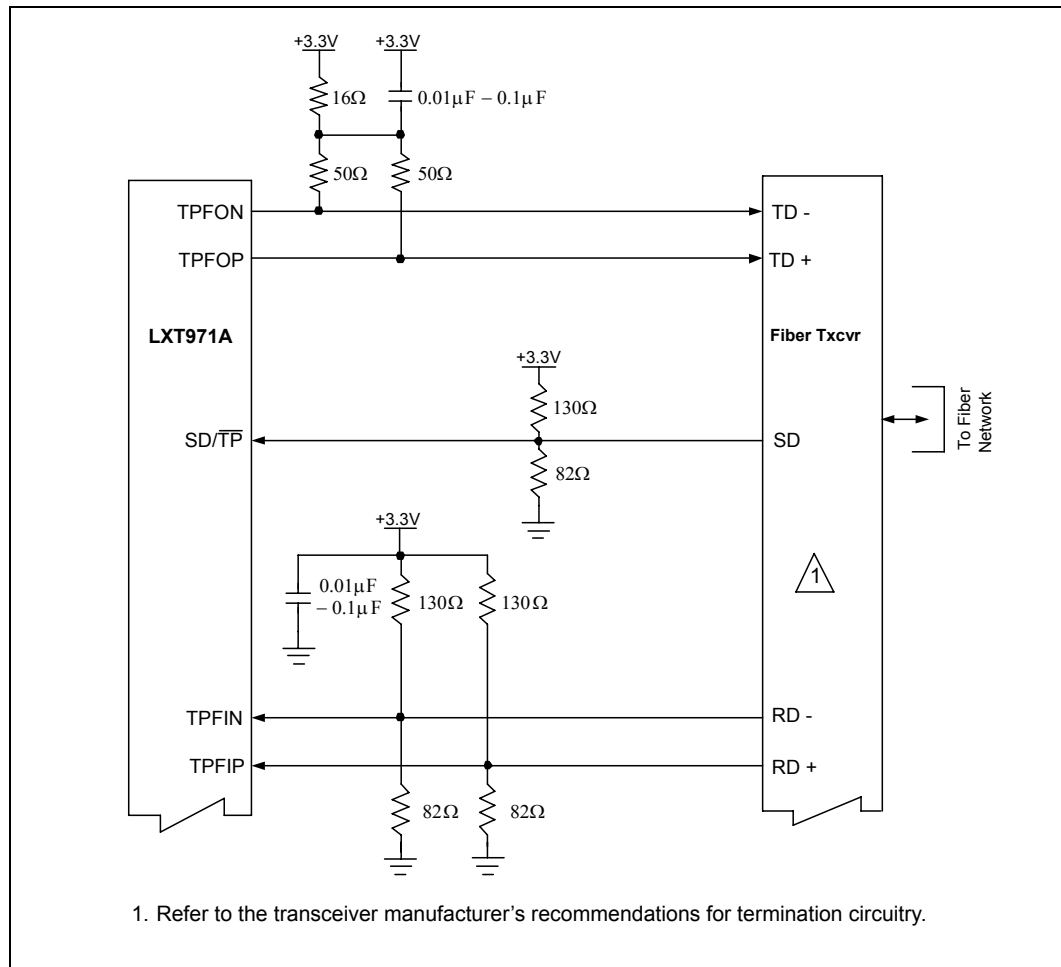 +3.3V +3.3V
16Ω 0.01μF – 0.1μF
50Ω 50Ω
TPFON TD -
TPFOP TD +
LXT971A Fiber Txcvr
+3.3V
130Ω
SD/T̅P̅ SD
82Ω
To Fiber
Network
+3.3V
0.01μF
– 0.1μF
130Ω 130Ω
1
TPFIN RD -
TPFIP RD +
82Ω 82Ω
1. Refer to the transceiver manufacturer’s recommendations for termination circuitry.